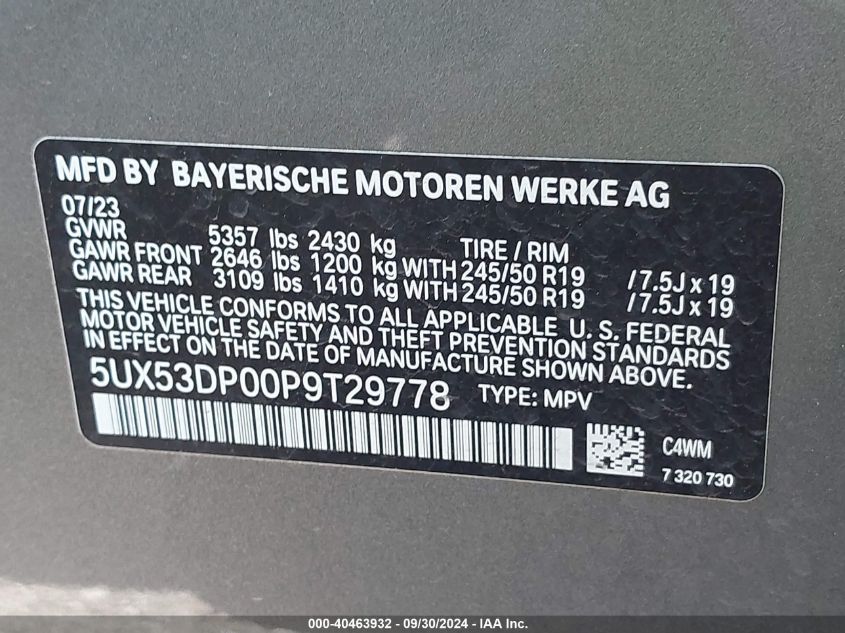 MFD BY BAYERISCHE MOTOREN WERKE AG
07/23
GVWR 5357 lbs 2430 kg TIRE / RIM
GAWR FRONT 2646 lbs 1200 kg WITH 245/50 R19 / 7.5J x 19
GAWR REAR 3109 lbs 1410 kg WITH 245/50 R19 / 7.5J x 19
THIS VEHICLE CONFORMS TO ALL APPLICABLE U. S. FEDERAL
MOTOR VEHICLE SAFETY AND THEFT PREVENTION STANDARDS
IN EFFECT ON THE DATE OF MANUFACTURE SHOWN ABOVE.
5UX53DP00P9T29778 TYPE: MPV
C4WM
7 320 730
000-40463932 - 09/30/2024 - IAA Inc.